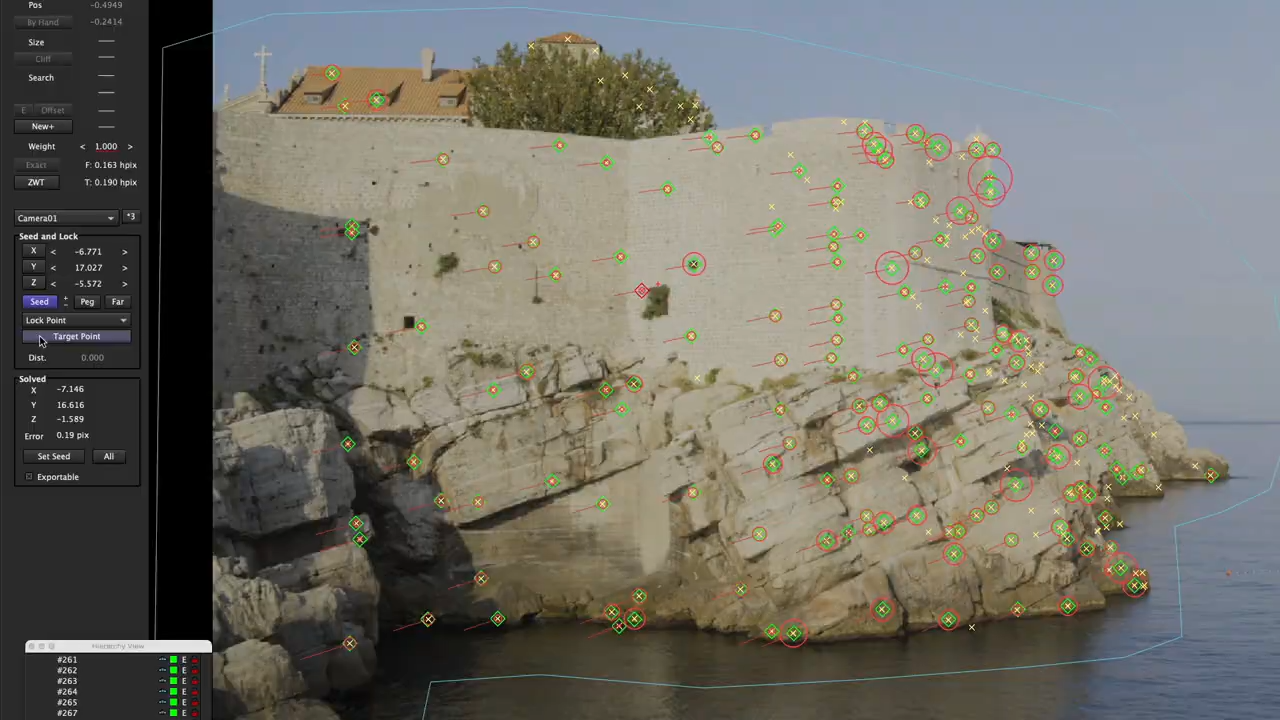 Pos -0.4949
By Hand -0.2414
Size
Cliff
Search
E Offset
New+
Weight < 1.000 >
Exact F: 0.163 hpix
ZWT T: 0.190 hpix
Camera01 *3
Seed and Lock
X < -6.771 >
Y < 17.027 >
Z < -5.572 >
Seed + - Peg Far
Lock Point
Target Point
Dist. 0.000
Solved
X -7.146
Y 16.616
Z -1.589
Error 0.19 pix
Set Seed All
Exportable
Hierarchy View
#261 E
#262 E
#263 E
#264 E
#265 E
#267 E